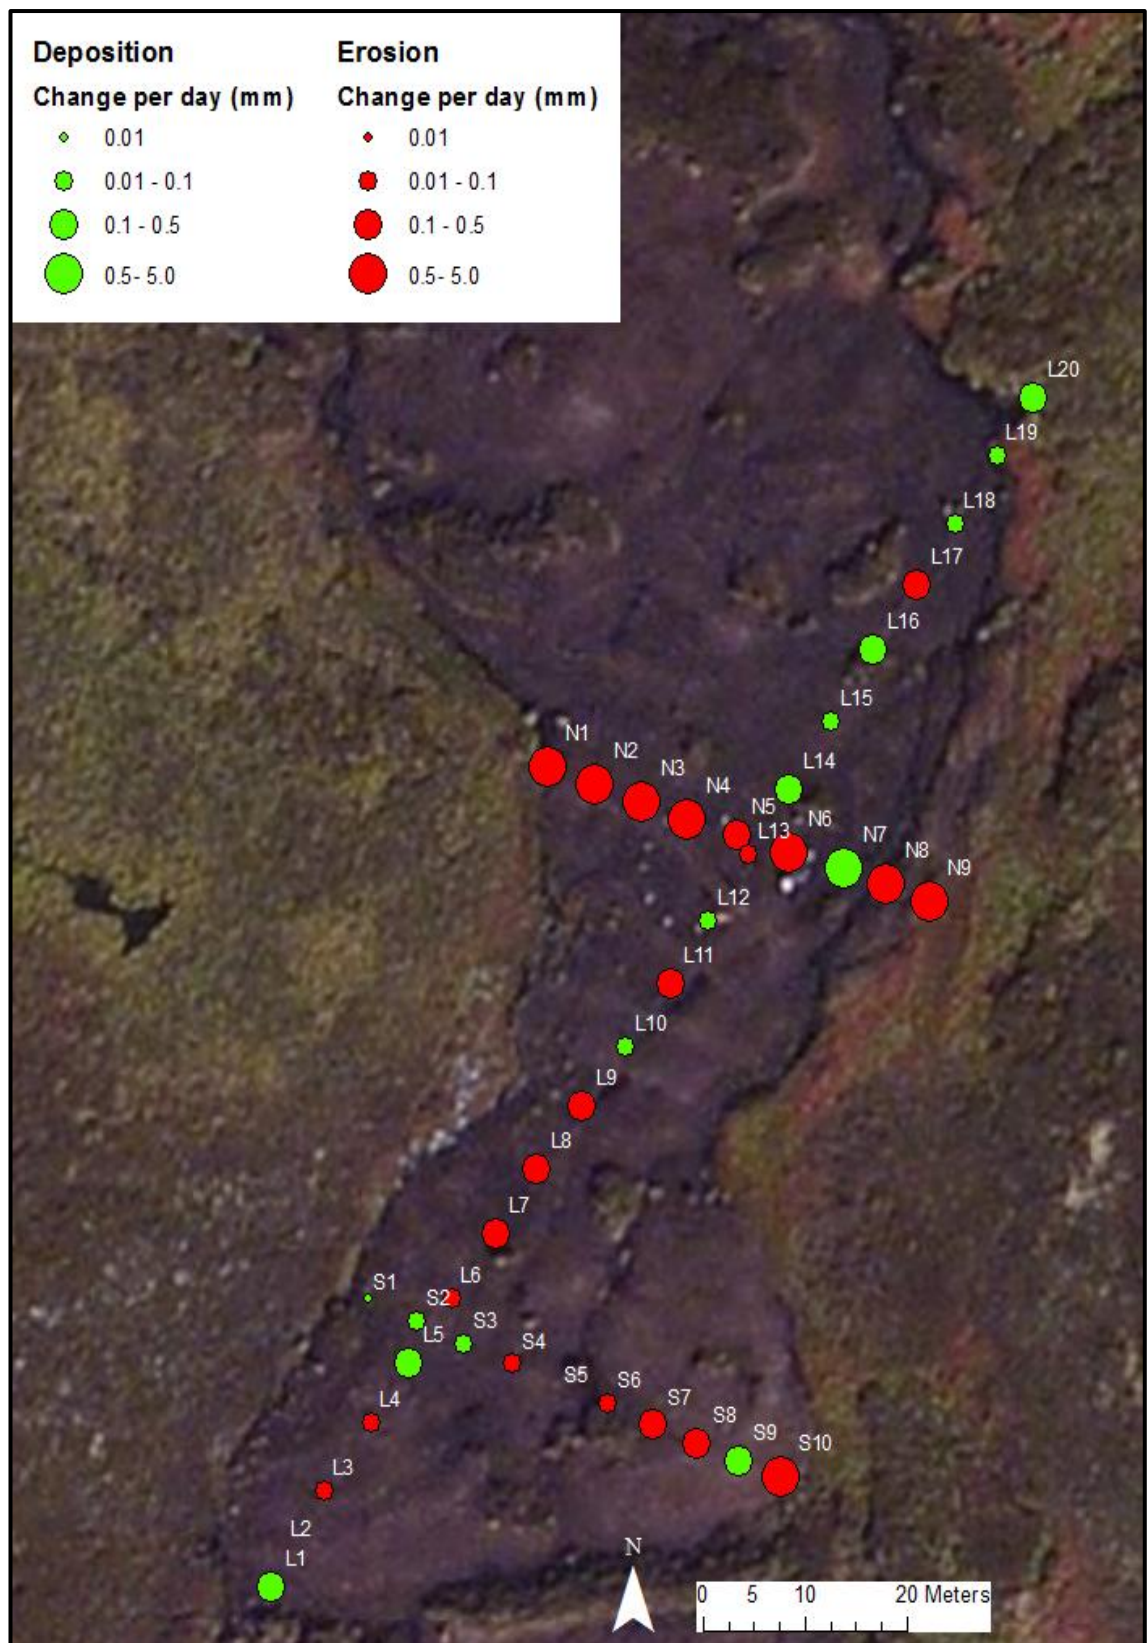 Deposition Erosion
Change per day (mm) Change per day (mm)
0.01 0.01
0.01 - 0.1 0.01 - 0.1
0.1 - 0.5 0.1 - 0.5
0.5- 5.0 0.5- 5.0
L20
L19
L18
L17
L16
L15
N1
N2
N3
L14
N4
N5
L13
N6
N7
N8
N9
L12
L11
L10
L9
L8
L7
S1
L6
S2
L5
S3
S4
S5
S6
L4
S7
S8
S9
S10
L3
L2
L1
N
0 5 10 20 Meters